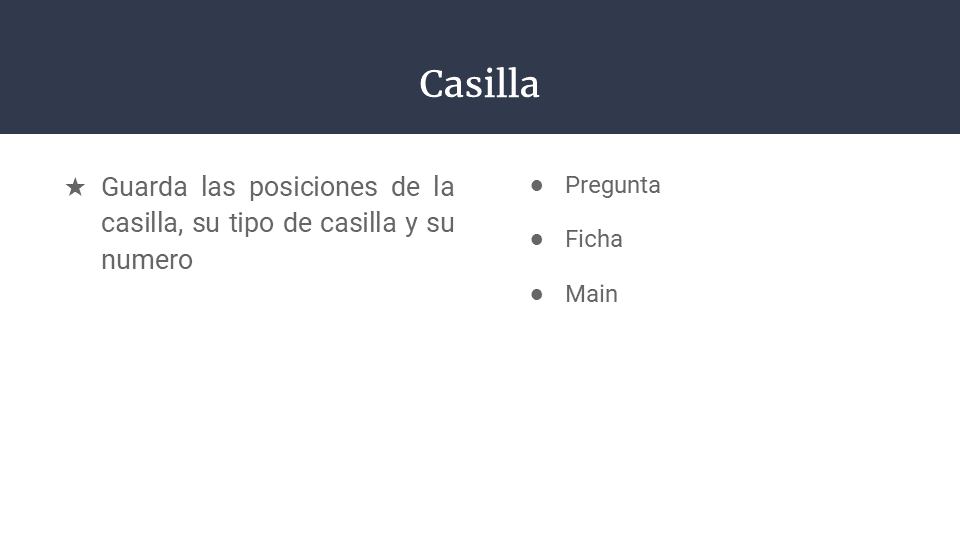 Casilla
★ Guarda las posiciones de la
casilla, su tipo de casilla y su
numero
● Pregunta
● Ficha
● Main